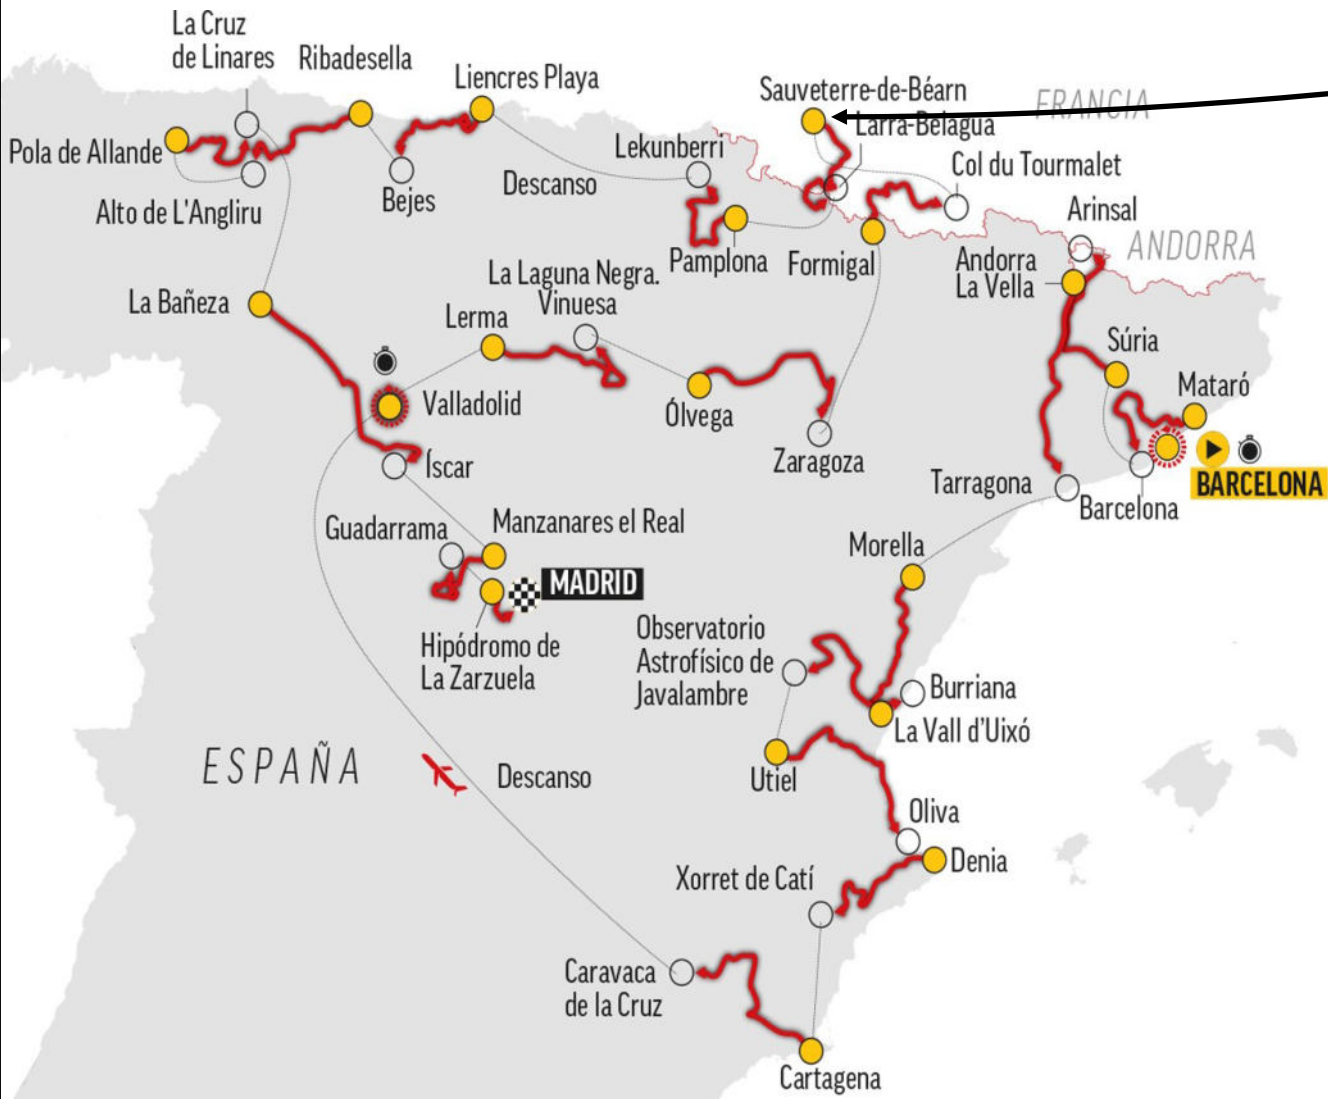 La Cruz
de Linares
Ribadesella
Liencres Playa
Sauveterre-de-Béarn
FRANCIA
Larra-Belagua
Pola de Allande
Lekunberri
Col du Tourmalet
Descanso
Bejes
Alto de L'Angliru
Arinsal
ANDORRA
Pamplona
Formigal
Andorra
La Vella
La Laguna Negra.
Vinuesa
La Bañeza
Lerma
Súria
Mataró
Valladolid
Ólvega
Zaragoza
Íscar
Tarragona
BARCELONA
Barcelona
Guadarrama
Manzanares el Real
Morella
MADRID
Hipódromo de
La Zarzuela
Observatorio
Astrofísico de
Javalambre
Burriana
La Vall d'Uixó
ESPAÑA
Descanso
Utiel
Oliva
Denia
Xorret de Catí
Caravaca
de la Cruz
Cartagena